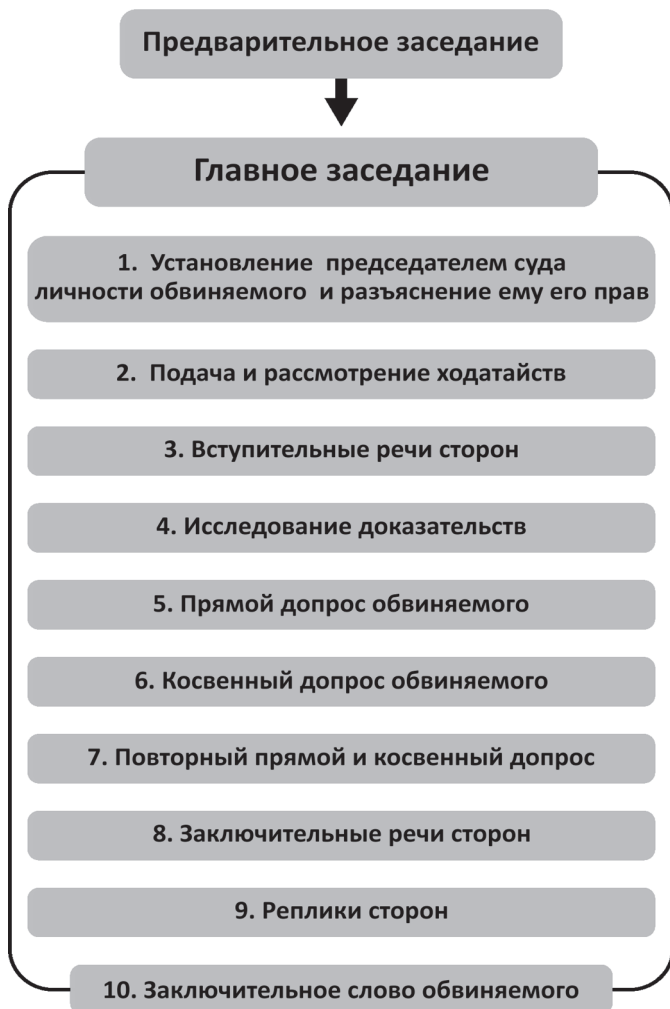 Предварительное заседание
Главное заседание
1. Установление председателем суда
личности обвиняемого и разъяснение ему его прав
2. Подача и рассмотрение ходатайств
3. Вступительные речи сторон
4. Исследование доказательств
5. Прямой допрос обвиняемого
6. Косвенный допрос обвиняемого
7. Повторный прямой и косвенный допрос
8. Заключительные речи сторон
9. Реплики сторон
10. Заключительное слово обвиняемого